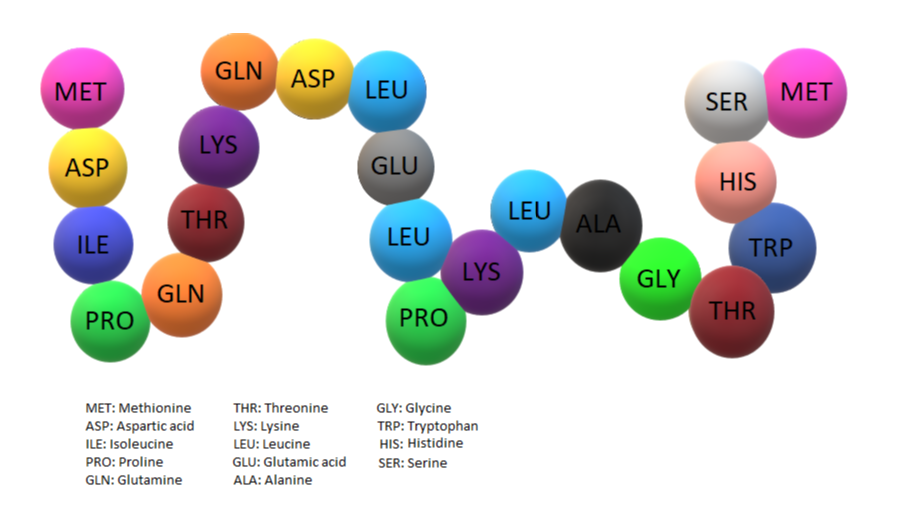 MET
ASP
ILE
PRO
GLN
THR
LYS
GLN
ASP
LEU
GLU
LEU
PRO
LYS
LEU
ALA
GLY
THR
TRP
HIS
SER
MET
MET: Methionine
ASP: Aspartic acid
ILE: Isoleucine
PRO: Proline
GLN: Glutamine
THR: Threonine
LYS: Lysine
LEU: Leucine
GLU: Glutamic acid
ALA: Alanine
GLY: Glycine
TRP: Tryptophan
HIS: Histidine
SER: Serine